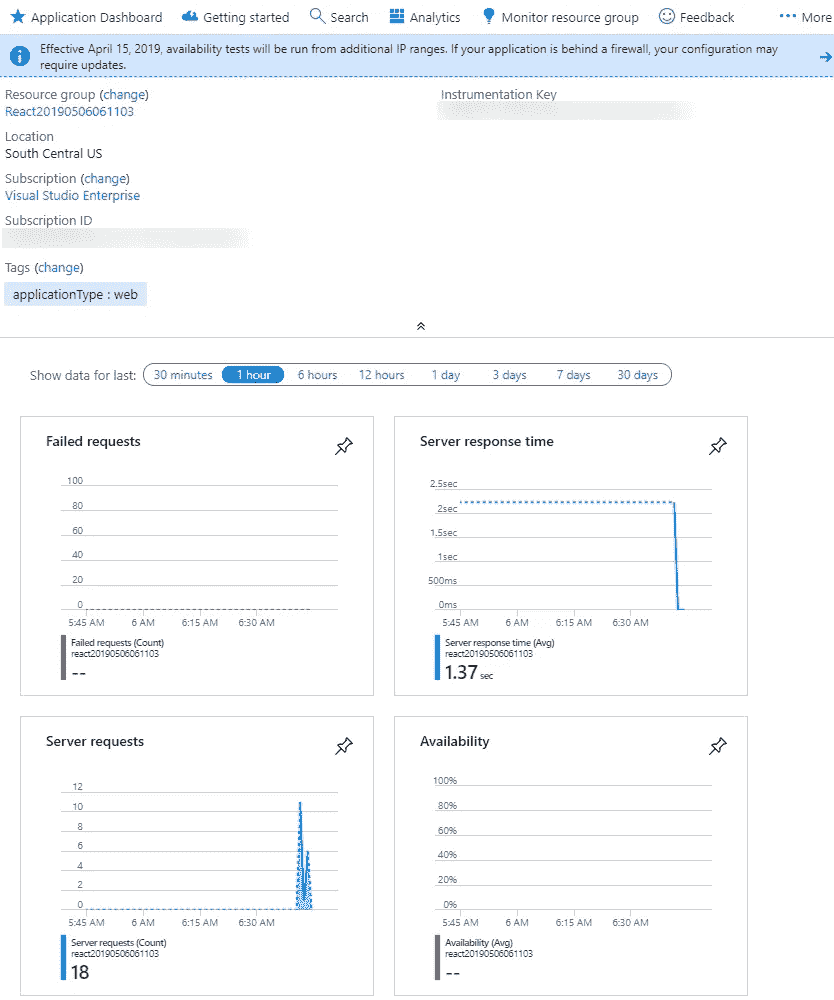 Application Dashboard Getting started Search Analytics Monitor resource group Feedback More
Effective April 15, 2019, availability tests will be run from additional IP ranges. If your application is behind a firewall, your configuration may
require updates.
Resource group (change)
React20190506061103
Instrumentation Key
Location
South Central US
Subscription (change)
Visual Studio Enterprise
Subscription ID
Tags (change)
applicationType : web
Show data for last: 30 minutes 1 hour 6 hours 12 hours 1 day 3 days 7 days 30 days
Failed requests
100
80
60
40
20
0
5:45 AM 6 AM 6:15 AM 6:30 AM
Failed requests (Count)
react20190506061103
--
Server response time
2.5sec
2sec
1.5sec
1sec
500ms
0ms
5:45 AM 6 AM 6:15 AM 6:30 AM
Server response time (Avg)
react20190506061103
1.37 sec
Server requests
12
10
8
6
4
2
0
5:45 AM 6 AM 6:15 AM 6:30 AM
Server requests (Count)
react20190506061103
18
Availability
100%
80%
60%
40%
20%
0%
5:45 AM 6 AM 6:15 AM 6:30 AM
Availability (Avg)
react20190506061103
--